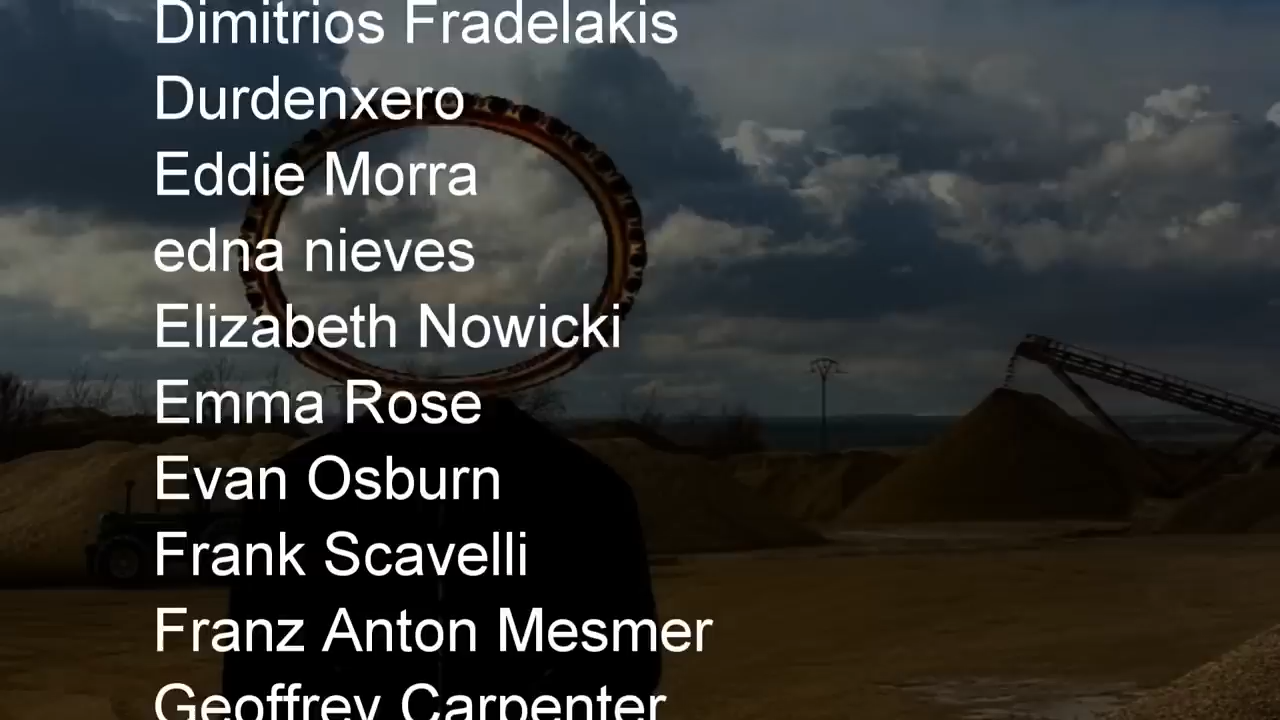 Dimitrios Fradelakis
Durdenxero
Eddie Morra
edna nieves
Elizabeth Nowicki
Emma Rose
Evan Osburn
Frank Scavelli
Franz Anton Mesmer
Geoffrey Carpenter